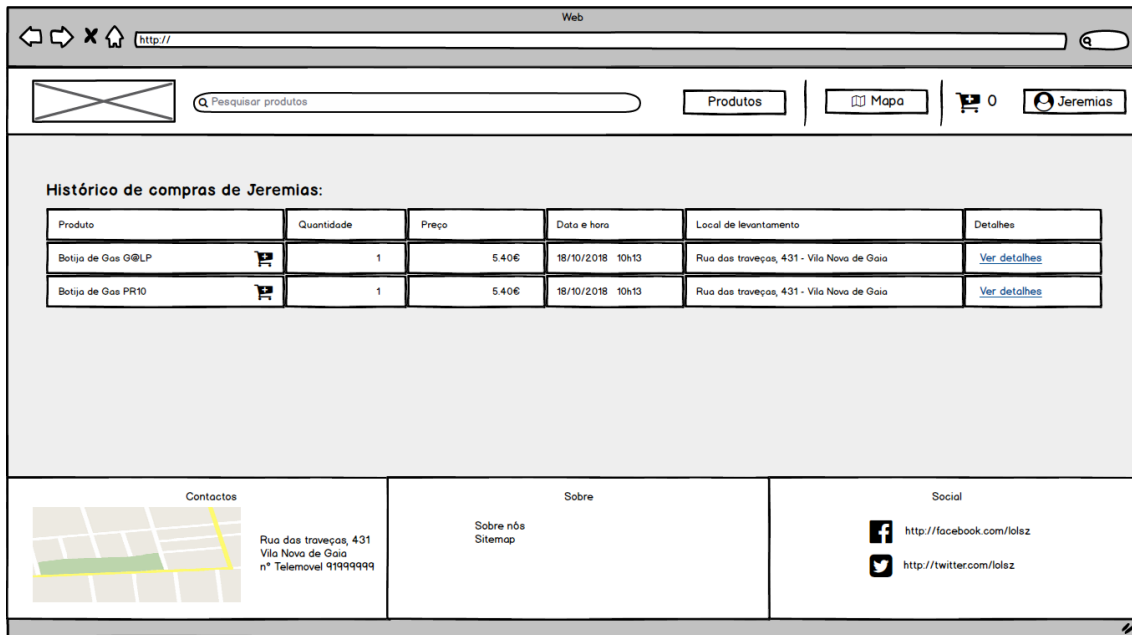 Web
http://
Pesquisar produtos
Produtos
Mapa
0
Jeremias
Histórico de compras de Jeremias:
Produto Quantidade Preço Data e hora Local de levantamento Detalhes
Botija de Gas G@LP 1 5.40€ 18/10/2018 10h13 Rua das traveças, 431 - Vila Nova de Gaia Ver detalhes
Botija de Gas PR10 1 5.40€ 18/10/2018 10h13 Rua das traveças, 431 - Vila Nova de Gaia Ver detalhes
Contactos
Rua das traveças, 431
Vila Nova de Gaia
nº Telemovel 91999999
Sobre
Sobre nós
Sitemap
Social
http://facebook.com/lolsz
http://twitter.com/lolsz